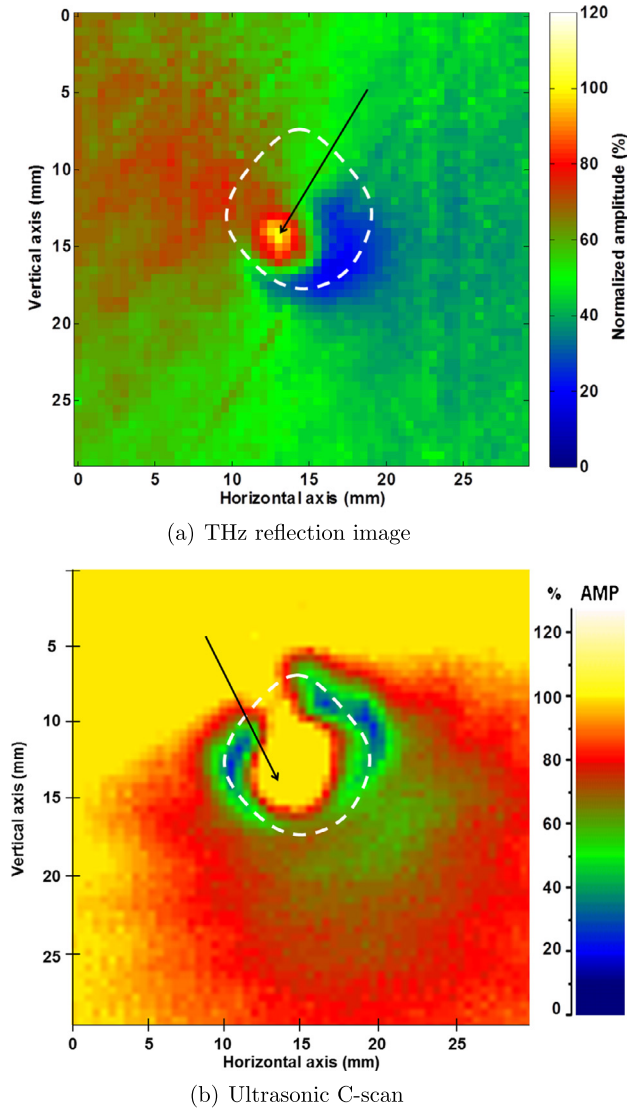 0
5
10
15
20
25
Vertical axis (mm)
0 5 10 15 20 25
Horizontal axis (mm)
120
100
80
60
40
20
0
Normalized amplitude (%)
(a) THz reflection image
5
10
15
20
25
Vertical axis (mm)
0 5 10 15 20 25
Horizontal axis (mm)
% AMP
120
100
80
60
40
20
0
(b) Ultrasonic C-scan